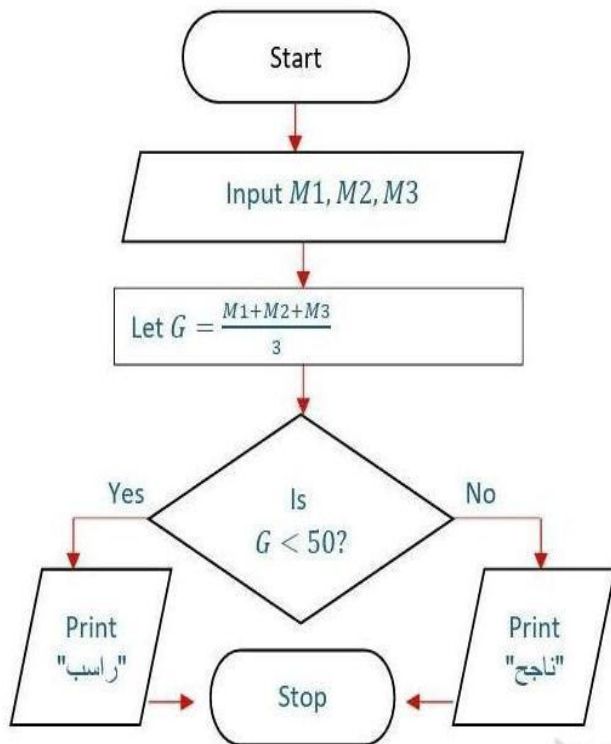 Start
Input M1, M2, M3
Let G = M1+M2+M3
3
Yes
Is
No
G < 50?
Print
"راسب"
Print
"ناجح"
Stop